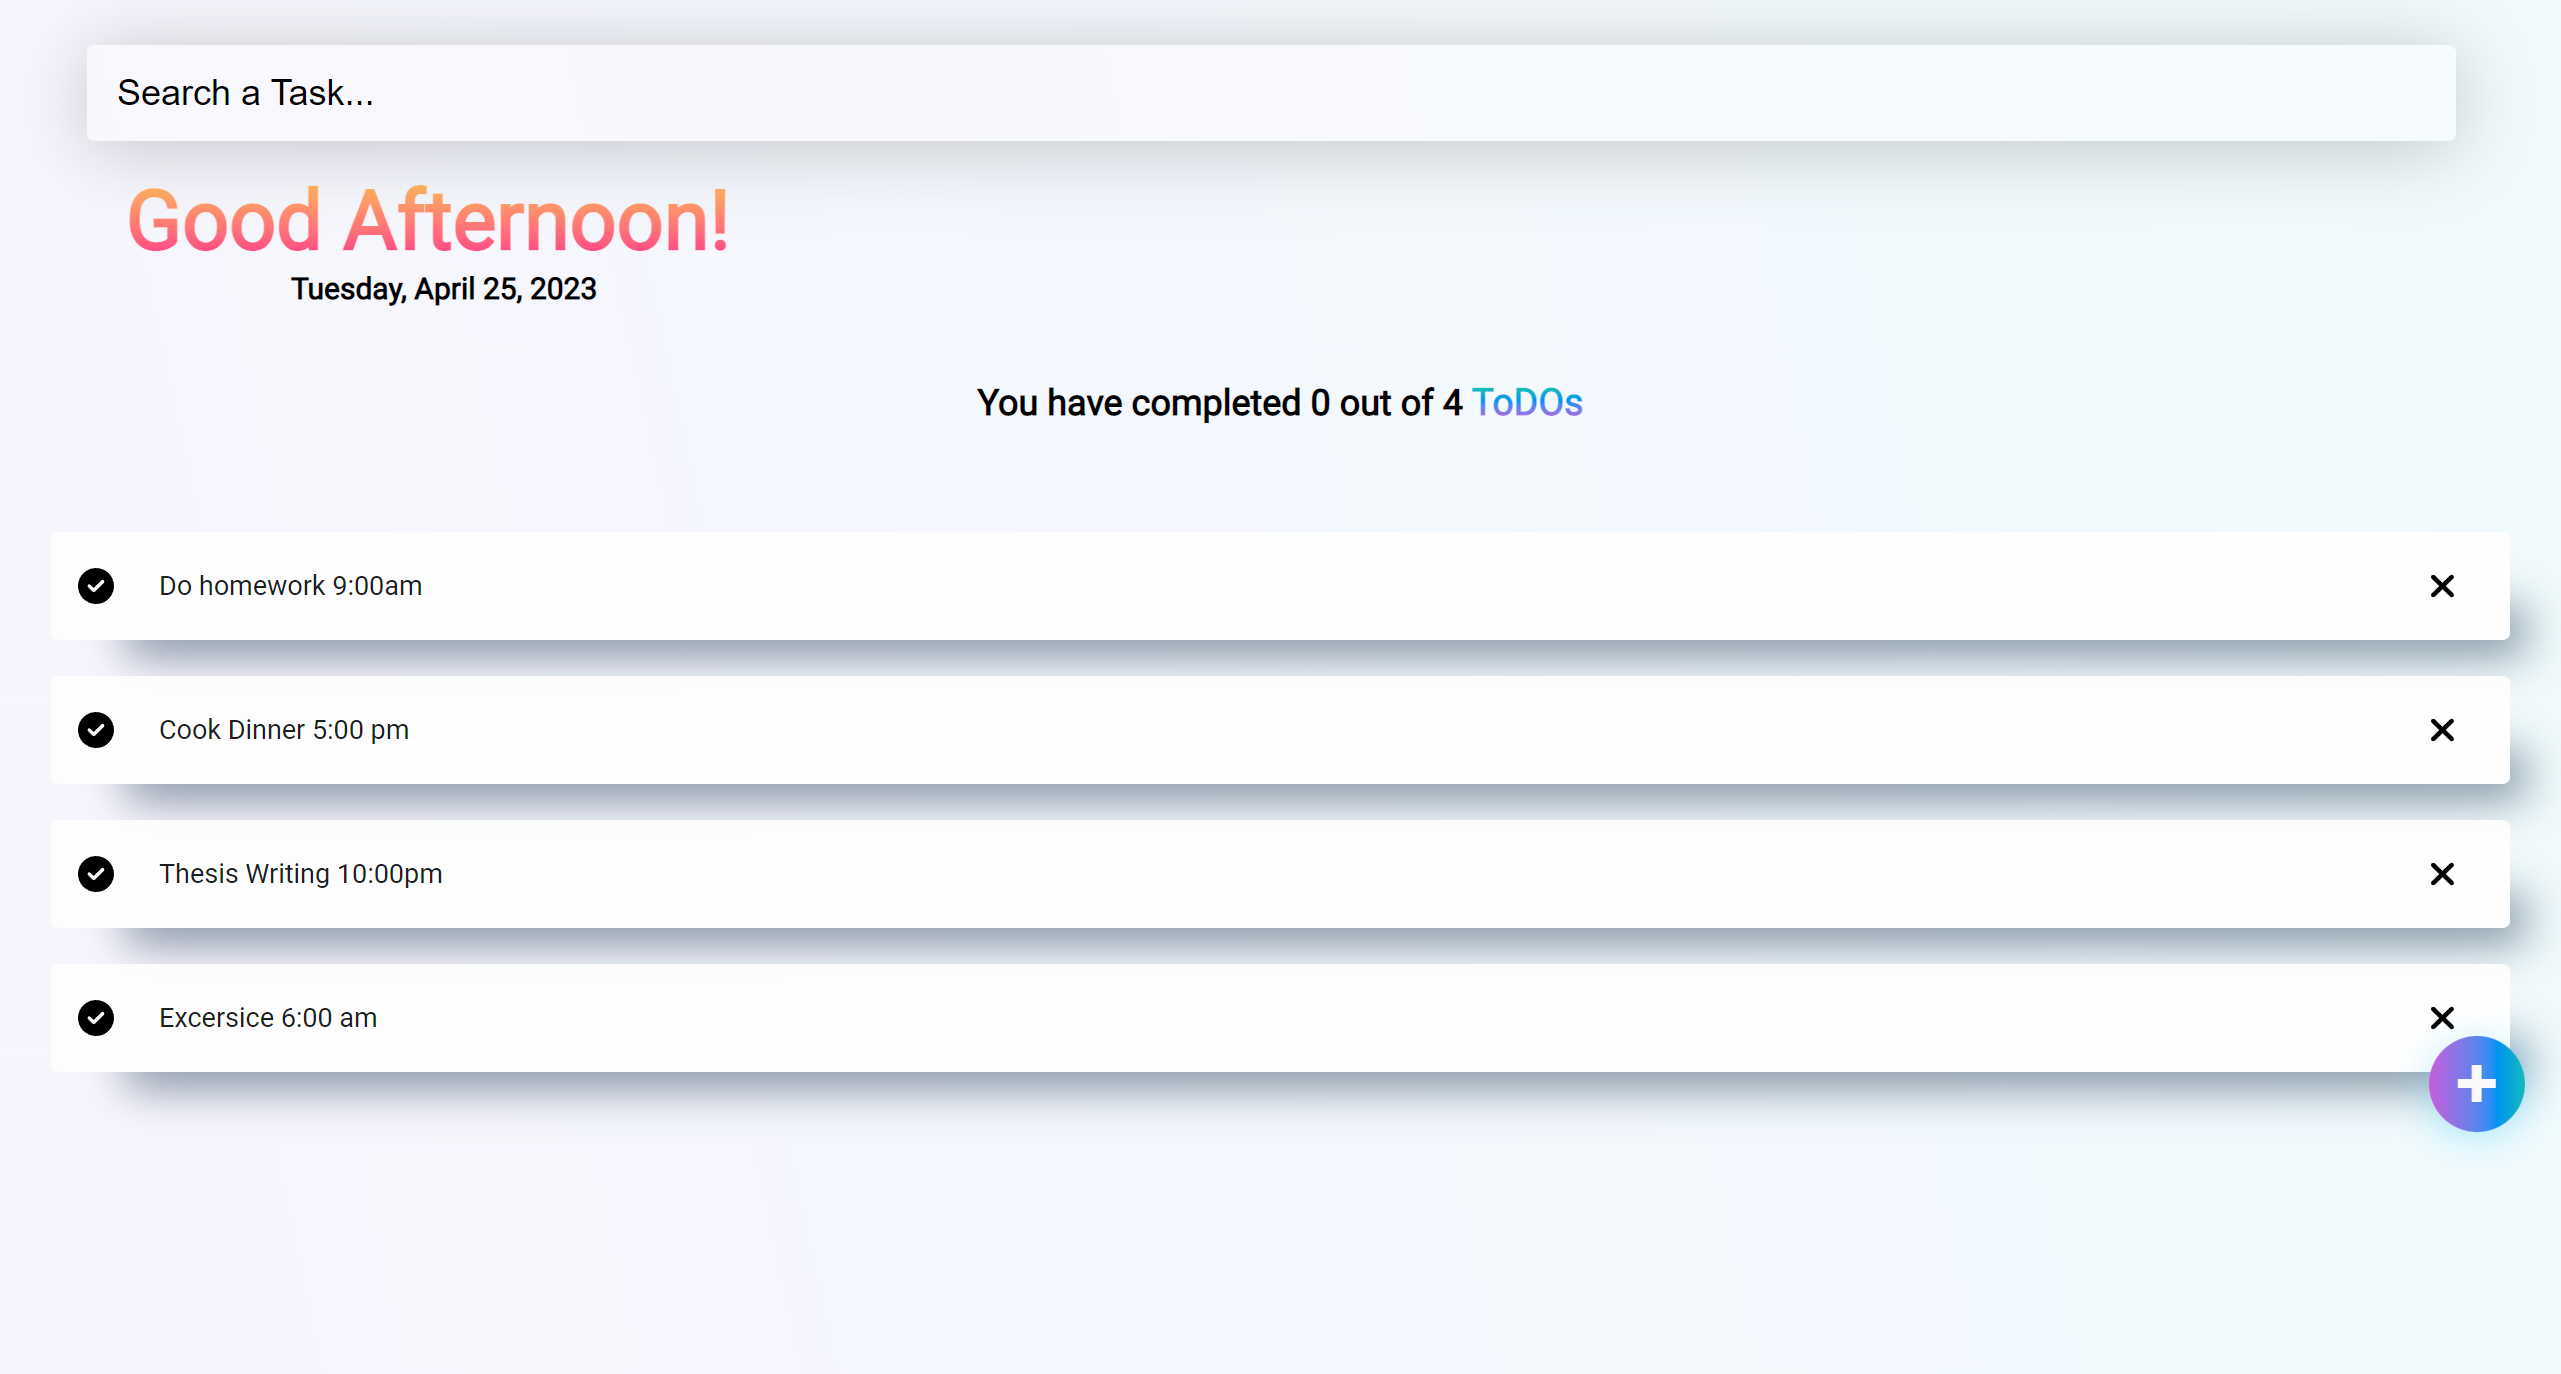 Search a Task...
Good Afternoon!
Tuesday, April 25, 2023
You have completed 0 out of 4 ToDOs
Do homework 9:00am
Cook Dinner 5:00 pm
Thesis Writing 10:00pm
Excersice 6:00 am